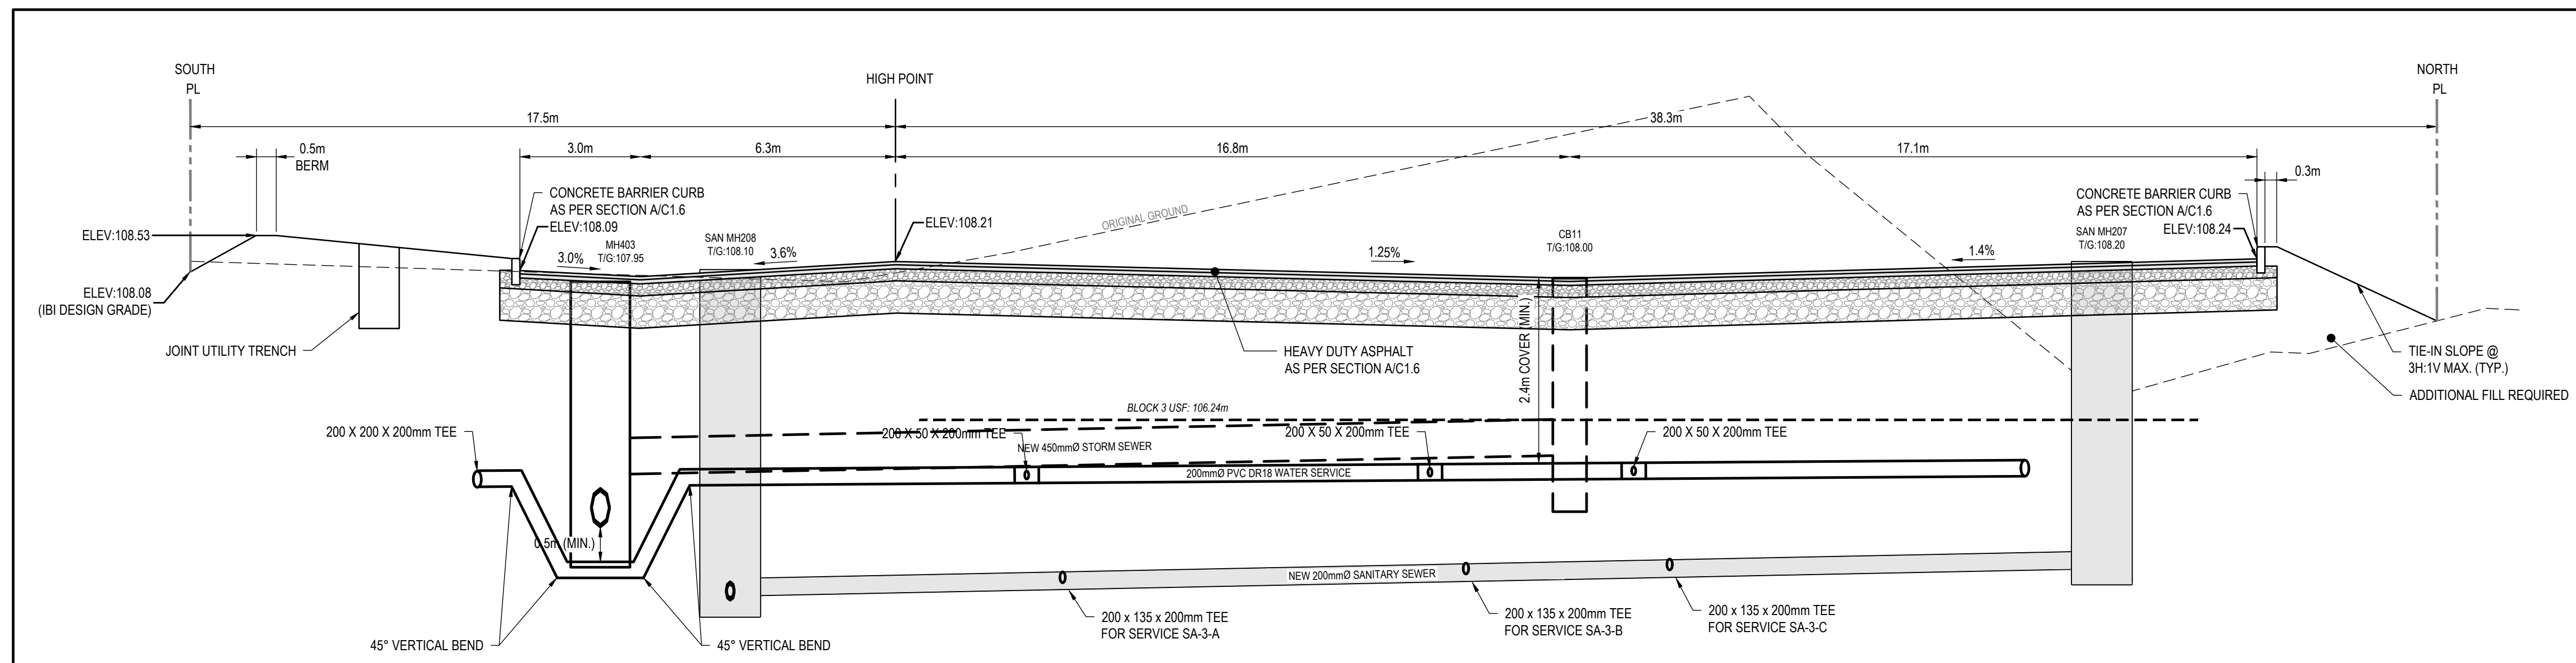 SOUTH
PL
HIGH POINT
NORTH
PL
17.5m
38.3m
0.5m
BERM
3.0m
6.3m
16.8m
17.1m
0.3m
CONCRETE BARRIER CURB
AS PER SECTION A/C1.6
ELEV:108.09
CONCRETE BARRIER CURB
AS PER SECTION A/C1.6
ELEV:108.24
ORIGINAL GROUND
ELEV:108.53
ELEV:108.21
MH403
T/G:107.95
SAN MH208
T/G:108.10
CB11
T/G:108.00
SAN MH207
T/G:108.20
3.0%
3.6%
1.25%
1.4%
ELEV:108.08
(IBI DESIGN GRADE)
JOINT UTILITY TRENCH
HEAVY DUTY ASPHALT
AS PER SECTION A/C1.6
2.4m COVER (MIN.)
TIE-IN SLOPE @
3H:1V MAX. (TYP.)
ADDITIONAL FILL REQUIRED
BLOCK 3 USF: 106.24m
200 X 200 X 200mm TEE
200 X 50 X 200mm TEE
200 X 50 X 200mm TEE
200 X 50 X 200mm TEE
NEW 450mmØ STORM SEWER
200mmØ PVC DR18 WATER SERVICE
0.5m (MIN.)
NEW 200mmØ SANITARY SEWER
200 x 135 x 200mm TEE
FOR SERVICE SA-3-A
200 x 135 x 200mm TEE
FOR SERVICE SA-3-B
200 x 135 x 200mm TEE
FOR SERVICE SA-3-C
45° VERTICAL BEND
45° VERTICAL BEND